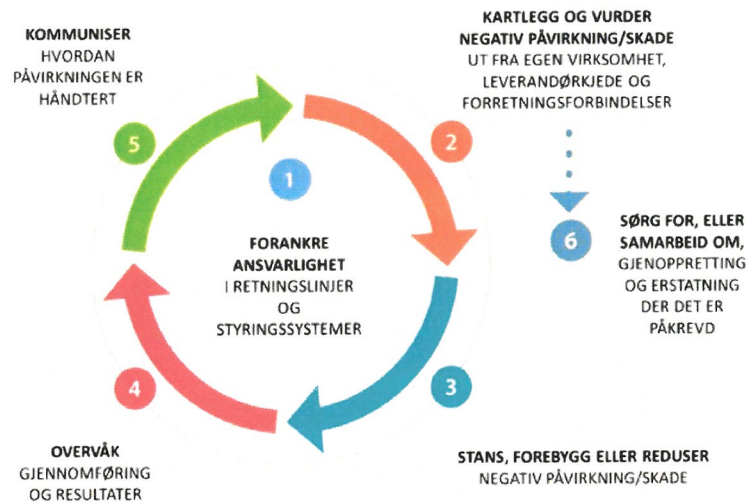 KOMMUNISER
HVORDAN
PÅVIRKNINGEN ER
HÅNDTERT
5
1
FORANKRE
ANSVARLIGHET
I RETNINGSLINJER
OG
STYRINGSSYSTEMER
KARTLEGG OG VURDER
NEGATIV PÅVIRKNING/SKADE
UT FRA EGEN VIRKSOMHET,
LEVERANDØRKJEDE OG
FORRETNINGSFORBINDELSER
2
6
SØRG FOR, ELLER
SAMARBEID OM,
GJENOPPRETTING
OG ERSTATNING
DER DET ER
PÅKREVD
3
STANS, FOREBYGG ELLER REDUSER
NEGATIV PÅVIRKNING/SKADE
4
OVERVÅK
GJENNOMFØRING
OG RESULTATER